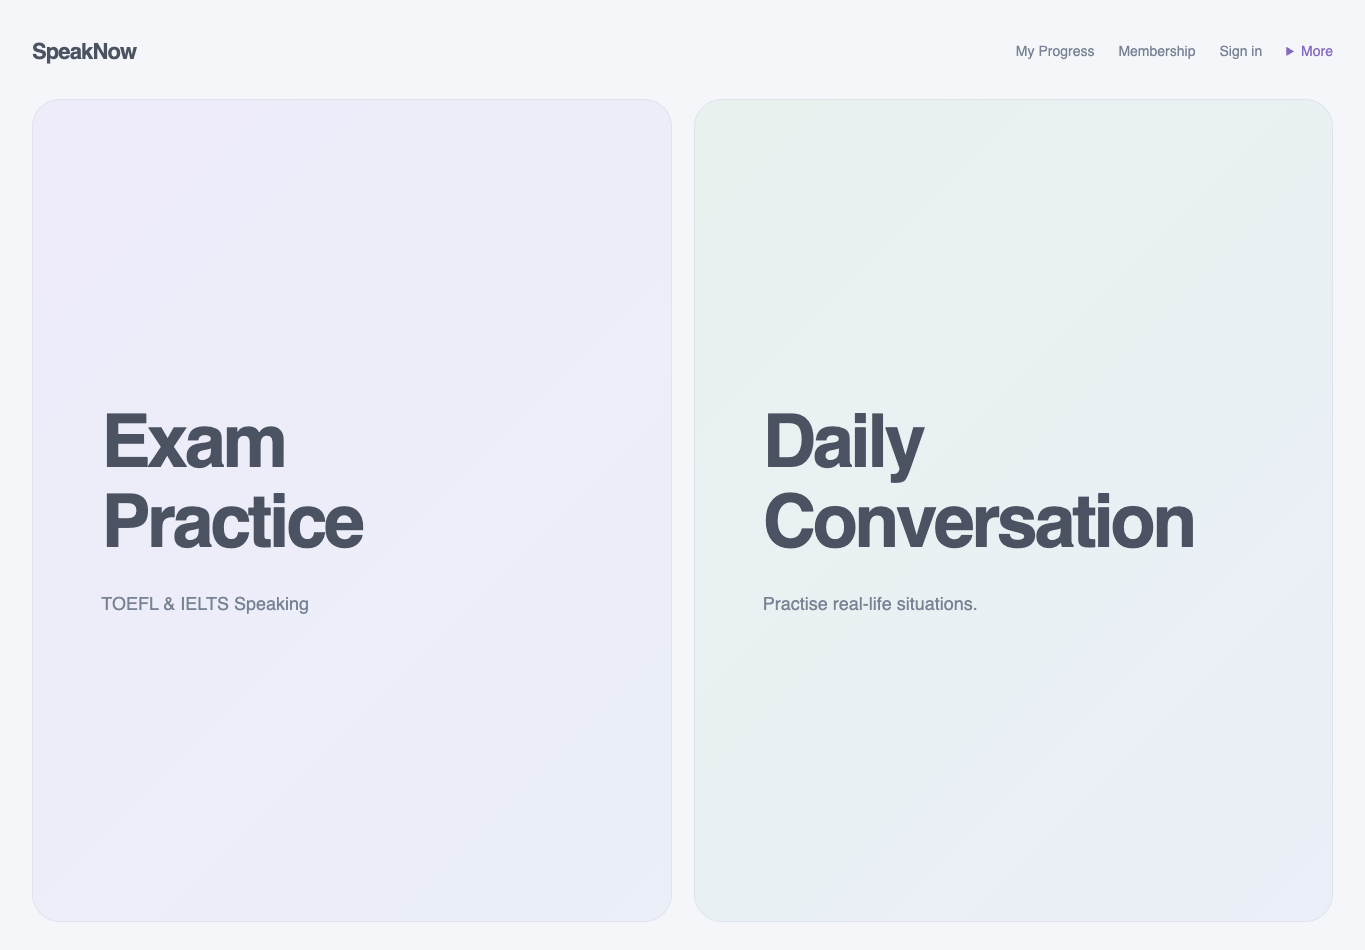 SpeakNow
My Progress
Membership
Sign in
More
Exam
Practice
TOEFL & IELTS Speaking
Daily
Conversation
Practise real-life situations.